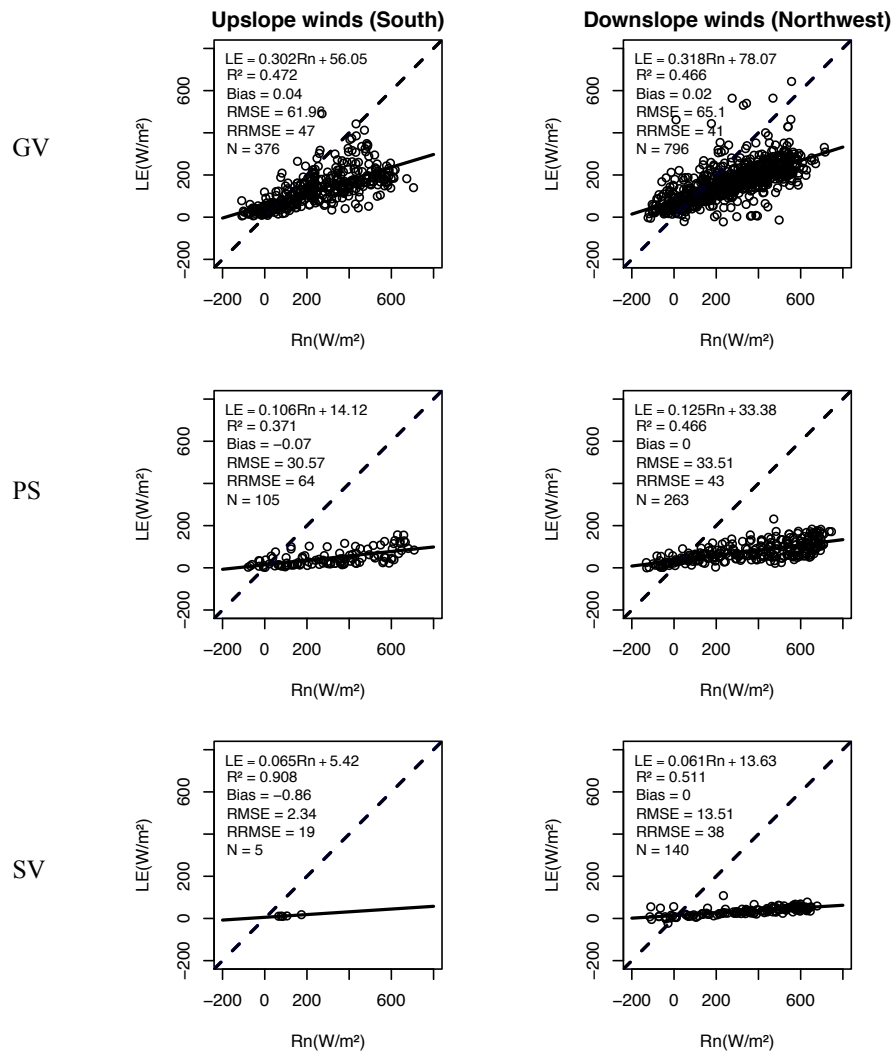 Upslope winds (South)
Downslope winds (Northwest)
GV
LE = 0.302Rn + 56.05
R² = 0.472
Bias = 0.04
RMSE = 61.96
RRMSE = 47
N = 376
LE(W/m²)
−200 0 200 600
−200 0 200 600
Rn(W/m²)
LE = 0.318Rn + 78.07
R² = 0.466
Bias = 0.02
RMSE = 65.1
RRMSE = 41
N = 796
LE(W/m²)
−200 0 200 600
−200 0 200 600
Rn(W/m²)
PS
LE = 0.106Rn + 14.12
R² = 0.371
Bias = −0.07
RMSE = 30.57
RRMSE = 64
N = 105
LE(W/m²)
−200 0 200 600
−200 0 200 600
Rn(W/m²)
LE = 0.125Rn + 33.38
R² = 0.466
Bias = 0
RMSE = 33.51
RRMSE = 43
N = 263
LE(W/m²)
−200 0 200 600
−200 0 200 600
Rn(W/m²)
SV
LE = 0.065Rn + 5.42
R² = 0.908
Bias = −0.86
RMSE = 2.34
RRMSE = 19
N = 5
LE(W/m²)
−200 0 200 600
−200 0 200 600
Rn(W/m²)
LE = 0.061Rn + 13.63
R² = 0.511
Bias = 0
RMSE = 13.51
RRMSE = 38
N = 140
LE(W/m²)
−200 0 200 600
−200 0 200 600
Rn(W/m²)